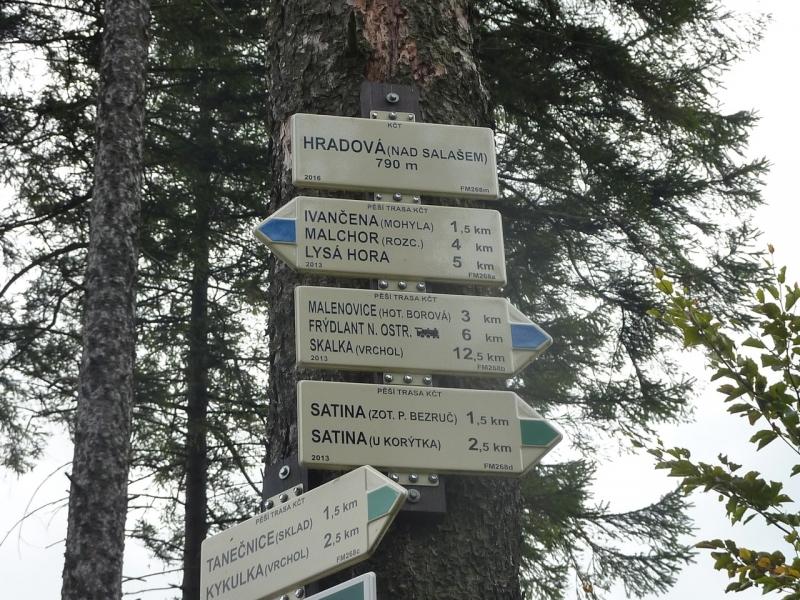 KČT
HRADOVÁ (NAD SALAŠEM)
790 m
2016 FM268m
PĚŠÍ TRASA KČT
IVANČENA (MOHYLA) 1,5 km
MALCHOR (ROZC.) 4 km
LYSÁ HORA 5 km
2013 FM268a
PĚŠÍ TRASA KČT
MALENOVICE (HOT. BOROVÁ) 3 km
FRÝDLANT N. OSTR. 6 km
SKALKA (VRCHOL) 12,5 km
2013 FM268b
PĚŠÍ TRASA KČT
SATINA (ZOT. P. BEZRUČ) 1,5 km
SATINA (U KORÝTKA) 2,5 km
2013 FM268d
PĚŠÍ TRASA KČT
TANEČNICE (SKLAD) 1,5 km
KYKULKA (VRCHOL) 2,5 km
FM268c